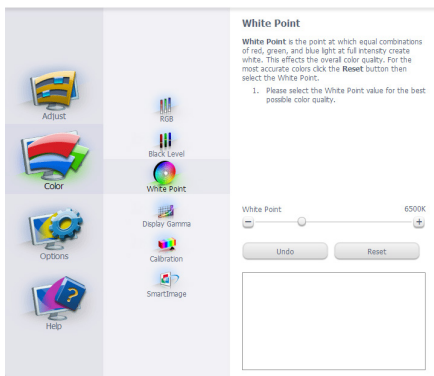 Adjust
Color
Options
Help
RGB
Black Level
White Point
Display Gamma
Calibration
SmartImage
White Point
White Point is the point at which equal combinations
of red, green, and blue light at full intensity create
white. This effects the overall color quality. For the
most accurate colors click the Reset button then
select the White Point.
1. Please select the White Point value for the best
possible color quality.
White Point 6500K
Undo Reset